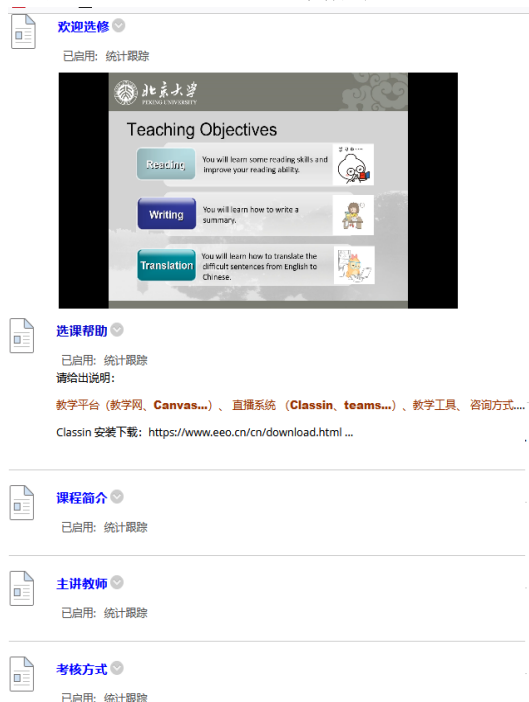 欢迎选修
已启用: 统计跟踪
北京大学
PEKING UNIVERSITY
Teaching Objectives
Reading
You will learn some reading skills and
improve your reading ability.
Writing
You will learn how to write a
summary.
Translation
You will learn how to translate the
difficult sentences from English to
Chinese.
选课帮助
已启用: 统计跟踪
请给出说明：
教学平台（教学网、Canvas...）、 直播系统 （Classin、teams...）、教学工具、 咨询方式....
Classin 安装下载：https://www.eeo.cn/cn/download.html ...
课程简介
已启用: 统计跟踪
主讲教师
已启用: 统计跟踪
考核方式
已启用: 统计跟踪